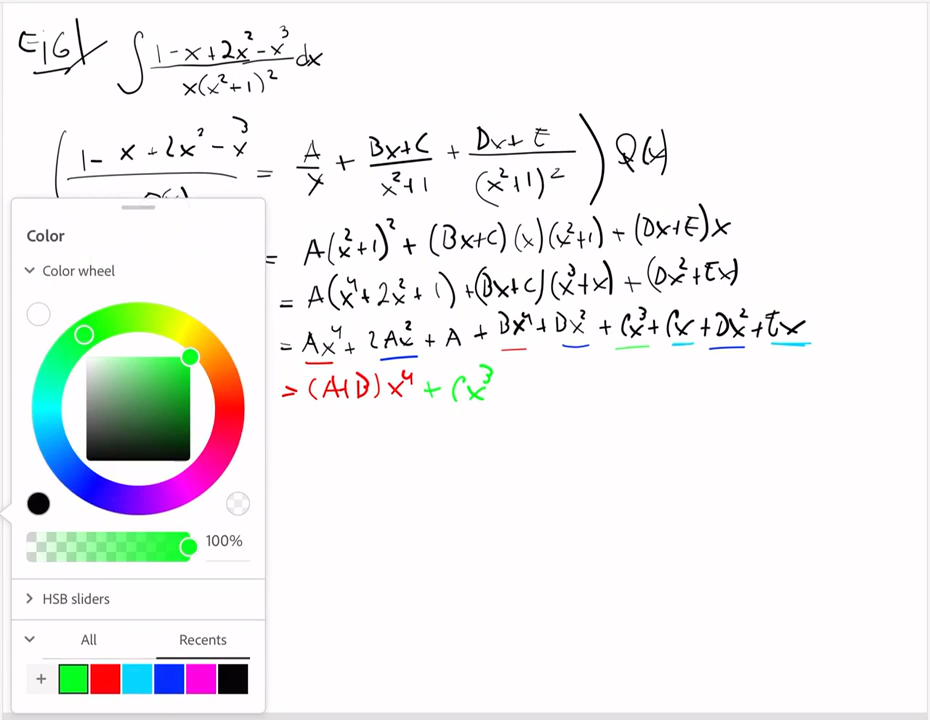 E16) ∫ 1-x+2x²-x³ / x(x²+1)² dx
( 1-x+2x²-x³ / = A/x + Bx+C / x²+1 + Dx+E / (x²+1)² ) Q(x)
= A(x²+1)² + (Bx+C)(x)(x²+1) + (Dx+E)x
= A(x⁴+2x²+1) + (Bx+C)(x³+x) + (Dx²+Ex)
= Ax⁴ + 2Ax² + A + Bx⁴ + Dx² + Cx³ + Cx + Dx² + Ex
= (A+B)x⁴ + Cx³
Color
Color wheel
100%
HSB sliders
All Recents
+